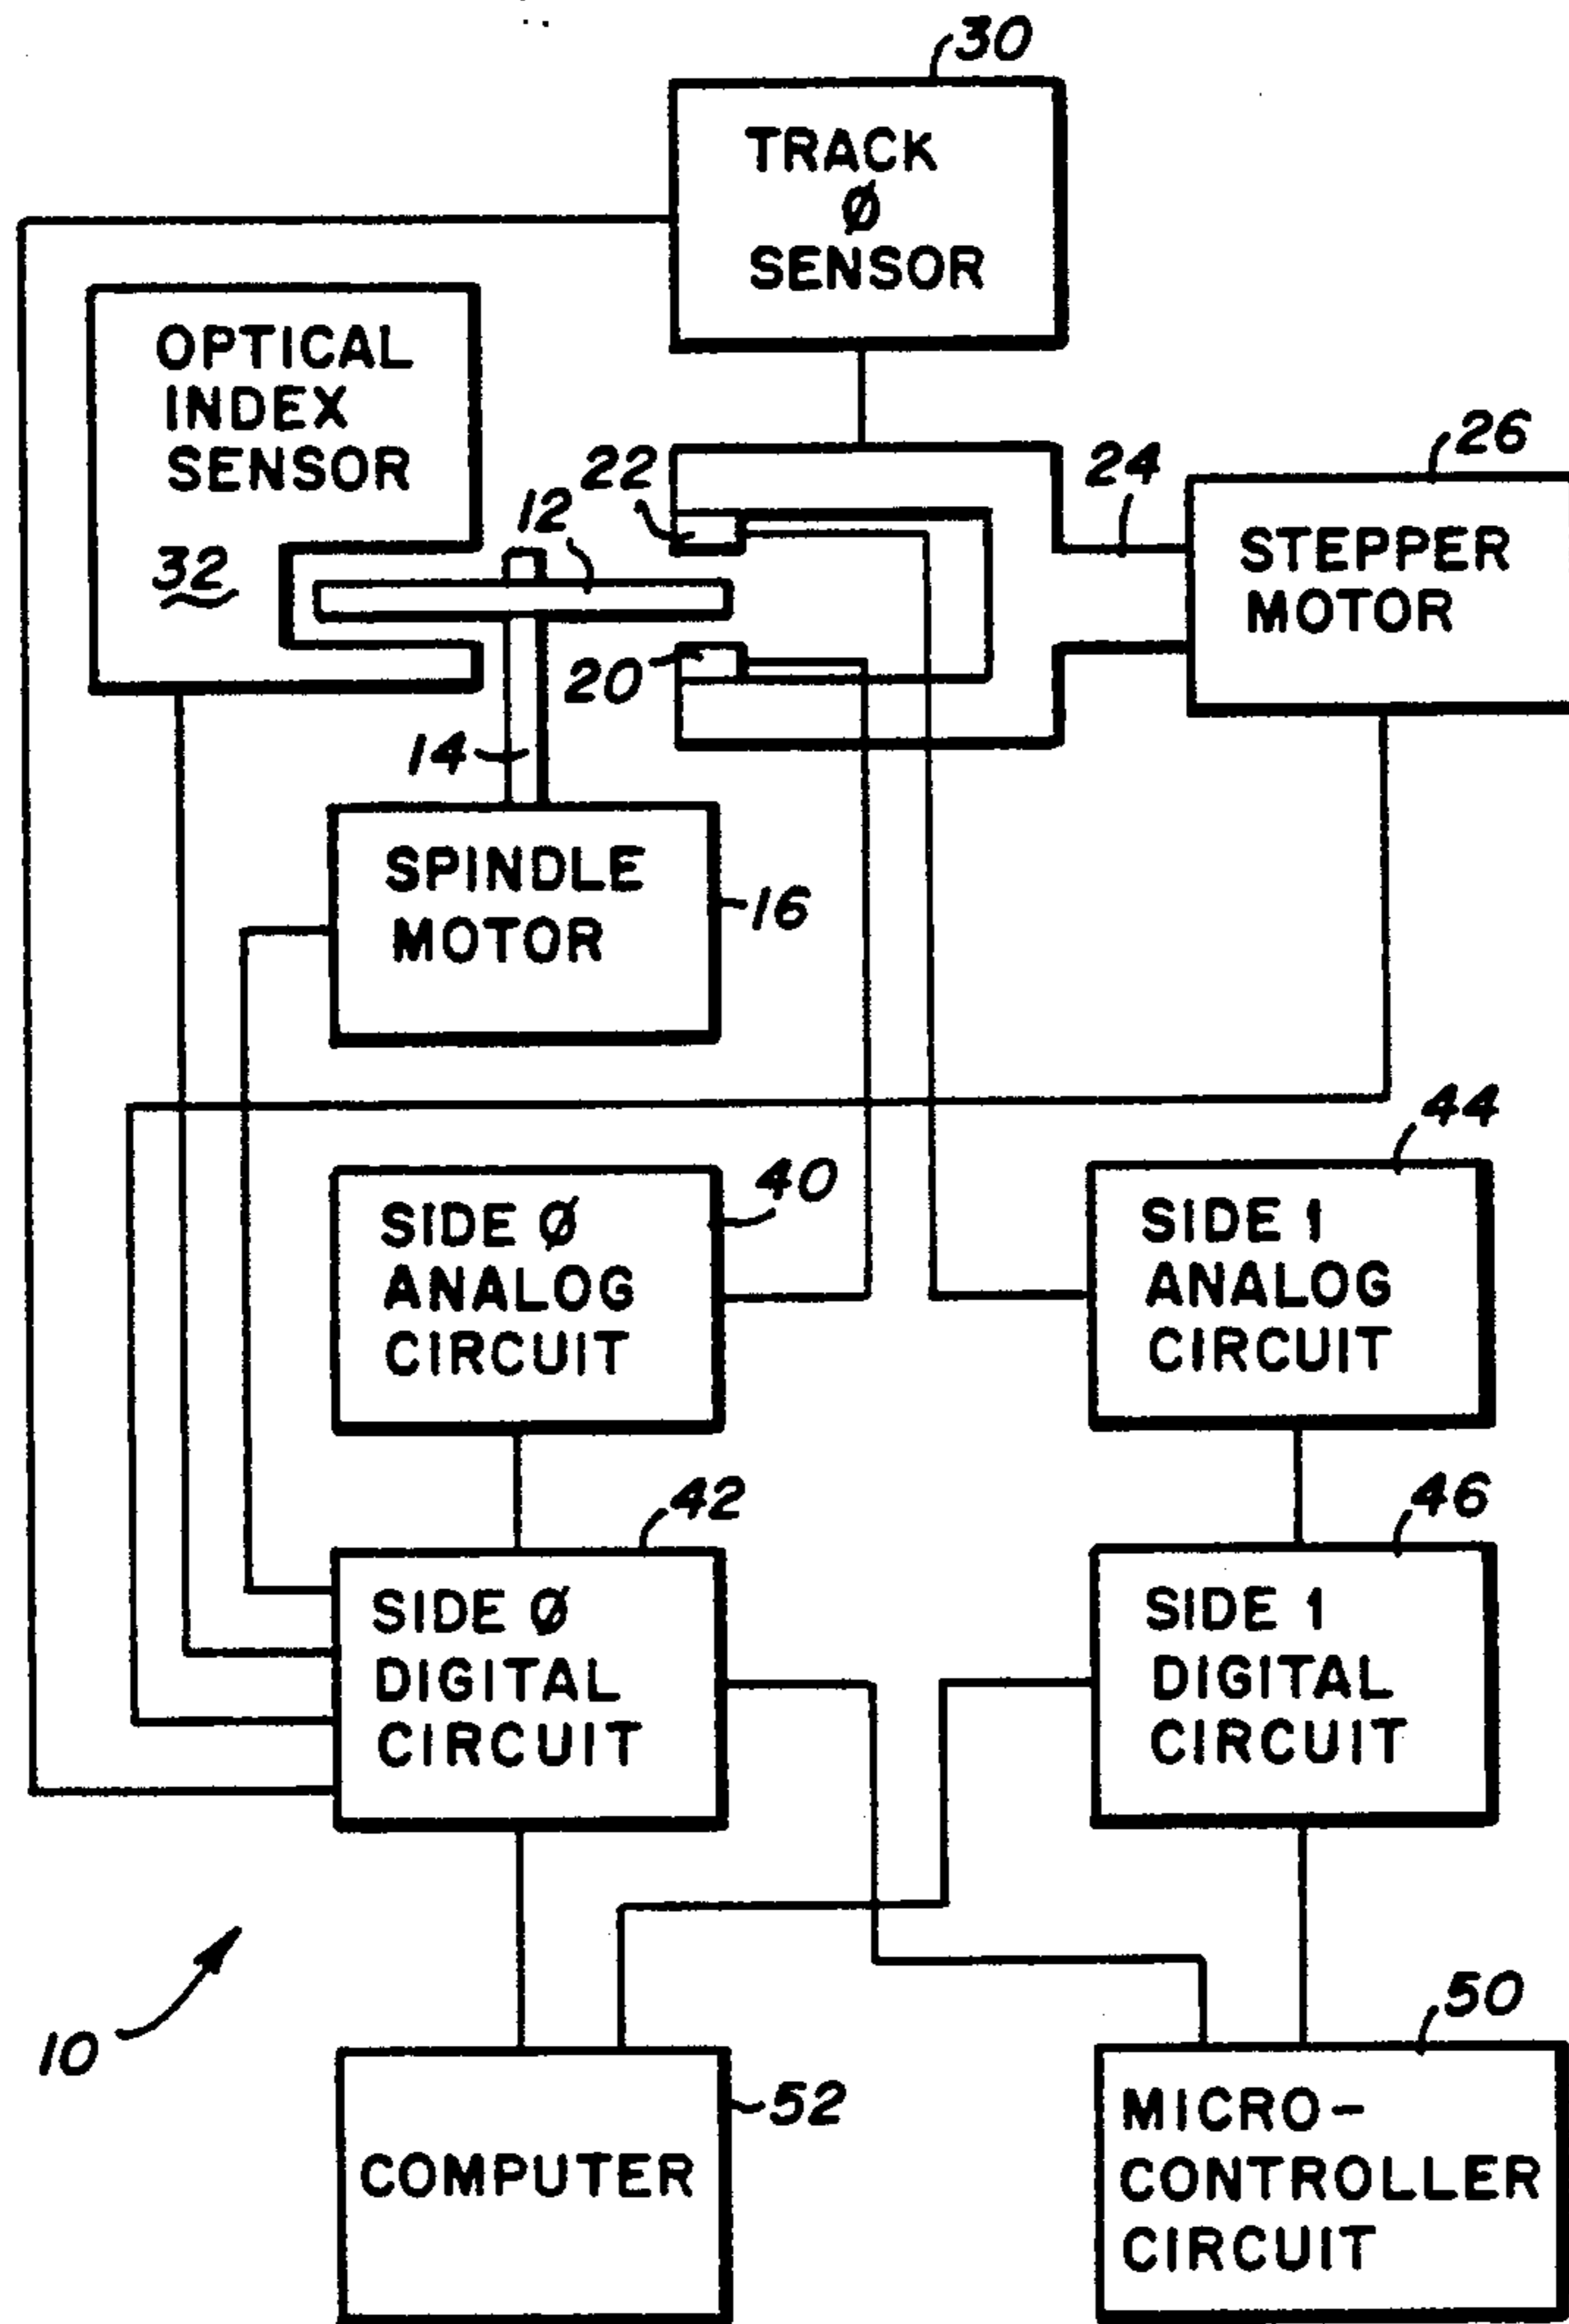 30
TRACK
Ø
SENSOR
OPTICAL
INDEX
SENSOR
32
12
22
24
26
STEPPER
MOTOR
20
14
SPINDLE
MOTOR
16
40
SIDE Ø
ANALOG
CIRCUIT
44
SIDE 1
ANALOG
CIRCUIT
42
SIDE Ø
DIGITAL
CIRCUIT
46
SIDE 1
DIGITAL
CIRCUIT
10
52
COMPUTER
50
MICRO-
CONTROLLER
CIRCUIT